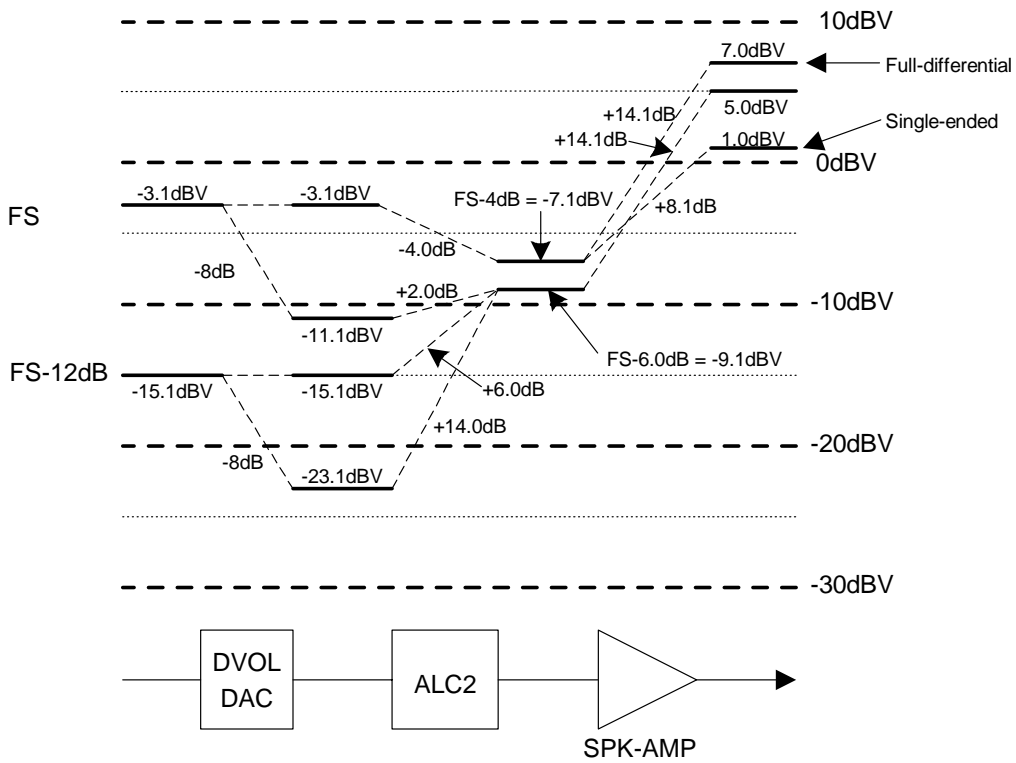 10dBV
7.0dBV
Full-differential
+14.1dB
5.0dBV
+14.1dB
1.0dBV
Single-ended
0dBV
-3.1dBV
-3.1dBV
FS-4dB = -7.1dBV
+8.1dB
FS
-4.0dB
-8dB
+2.0dB
-10dBV
-11.1dBV
FS-6.0dB = -9.1dBV
FS-12dB
-15.1dBV
-15.1dBV
+6.0dB
+14.0dB
-20dBV
-8dB
-23.1dBV
-30dBV
DVOL
DAC
ALC2
SPK-AMP